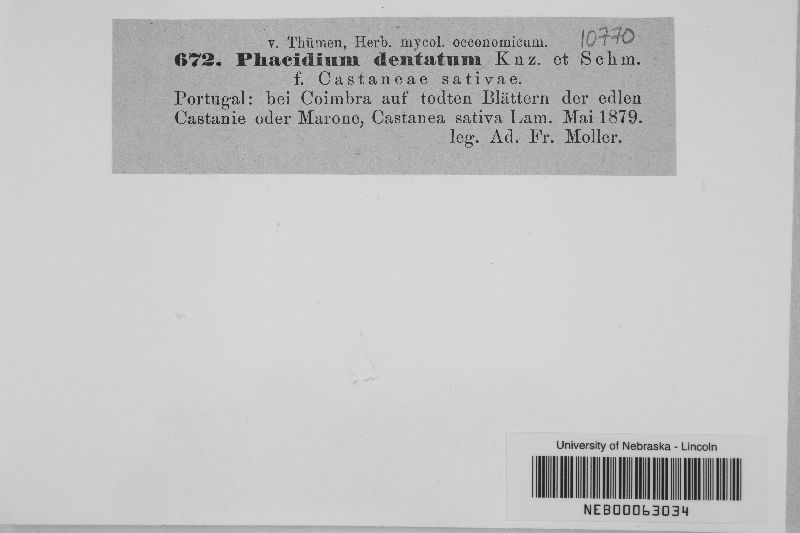 v. Thümen, Herb. mycol. oeconomicum. 10770
672. Phacidium dentatum Knz. et Schm.
f. Castaneae sativae.
Portugal: bei Coimbra auf todten Blättern der edlen
Castanie oder Marone, Castanea sativa Lam. Mai 1879.
leg. Ad. Fr. Moller.
University of Nebraska - Lincoln
NEB00063034